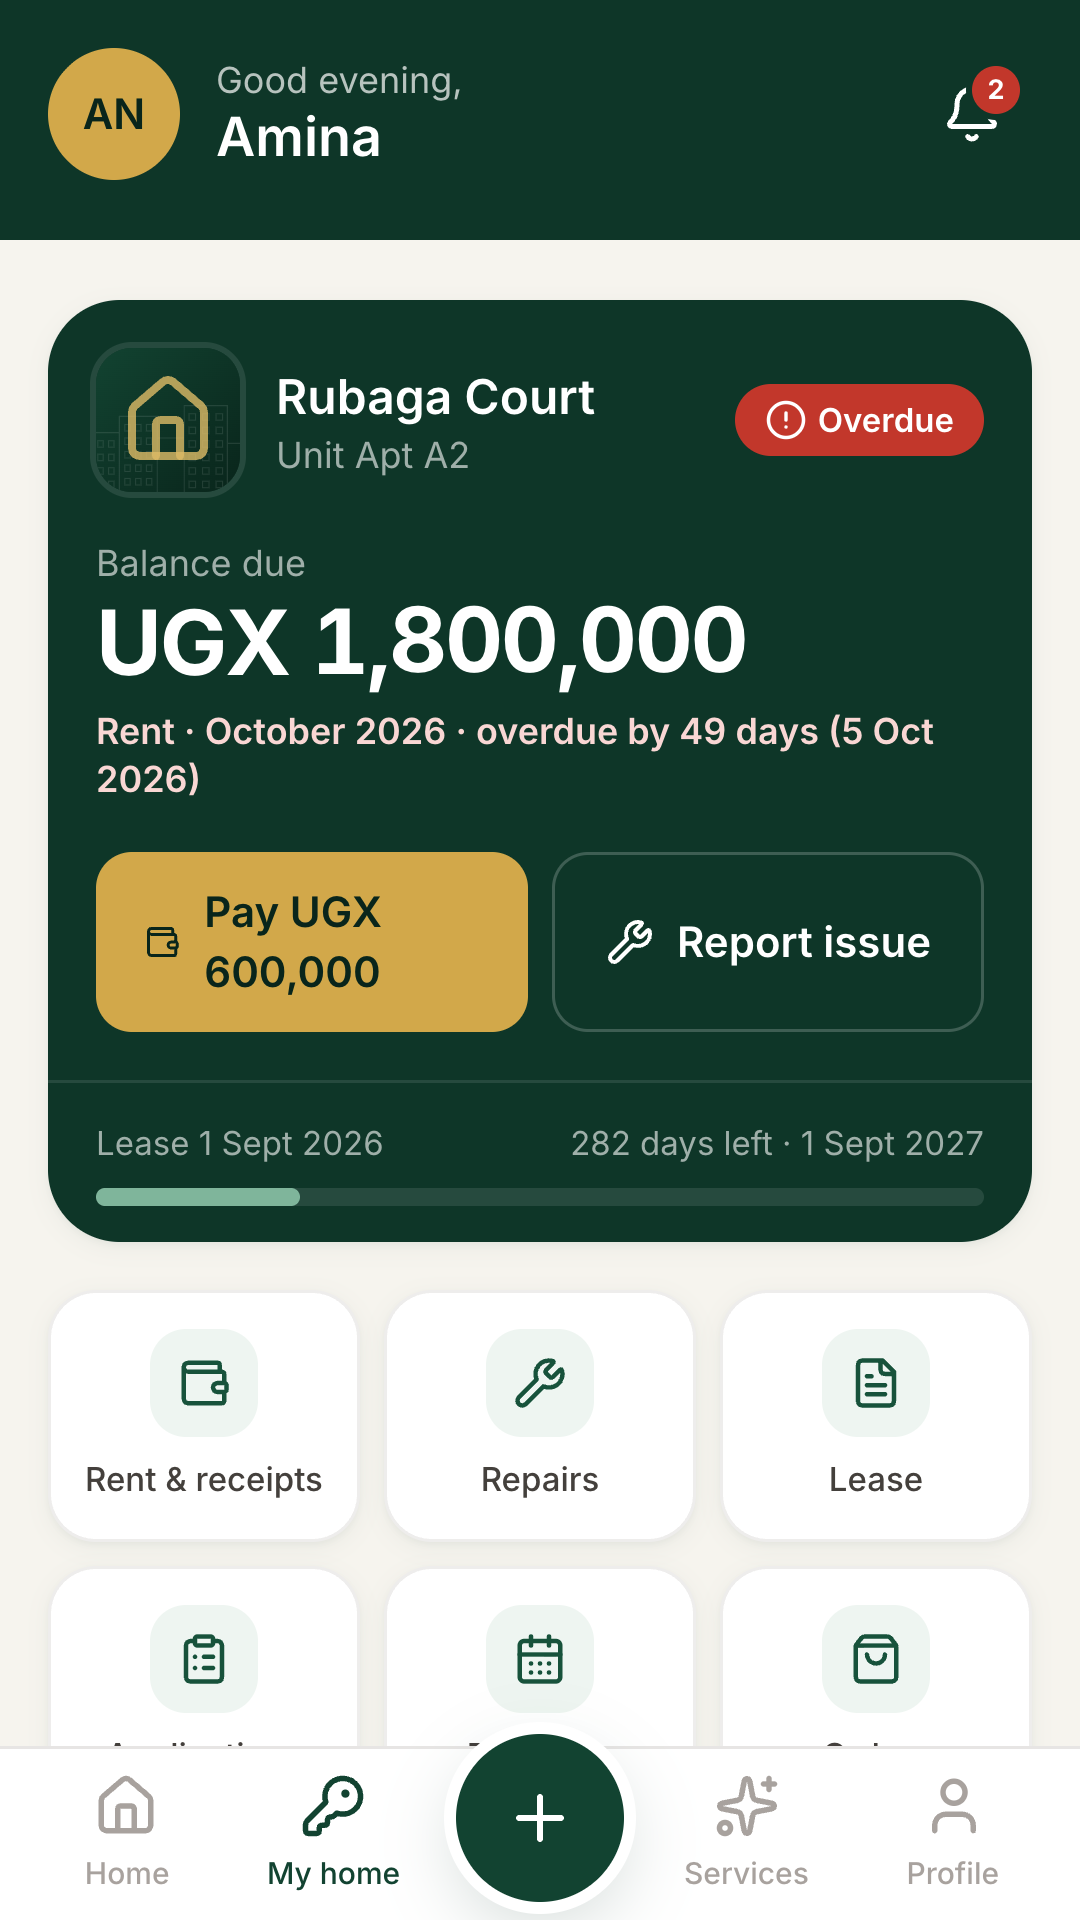 AN
Good evening,
Amina
2
Rubaga Court
Unit Apt A2
Overdue
Balance due
UGX 1,800,000
Rent · October 2026 · overdue by 49 days (5 Oct
2026)
Pay UGX
600,000
Report issue
Lease 1 Sept 2026
282 days left · 1 Sept 2027
Rent & receipts
Repairs
Lease
Home
My home
Services
Profile